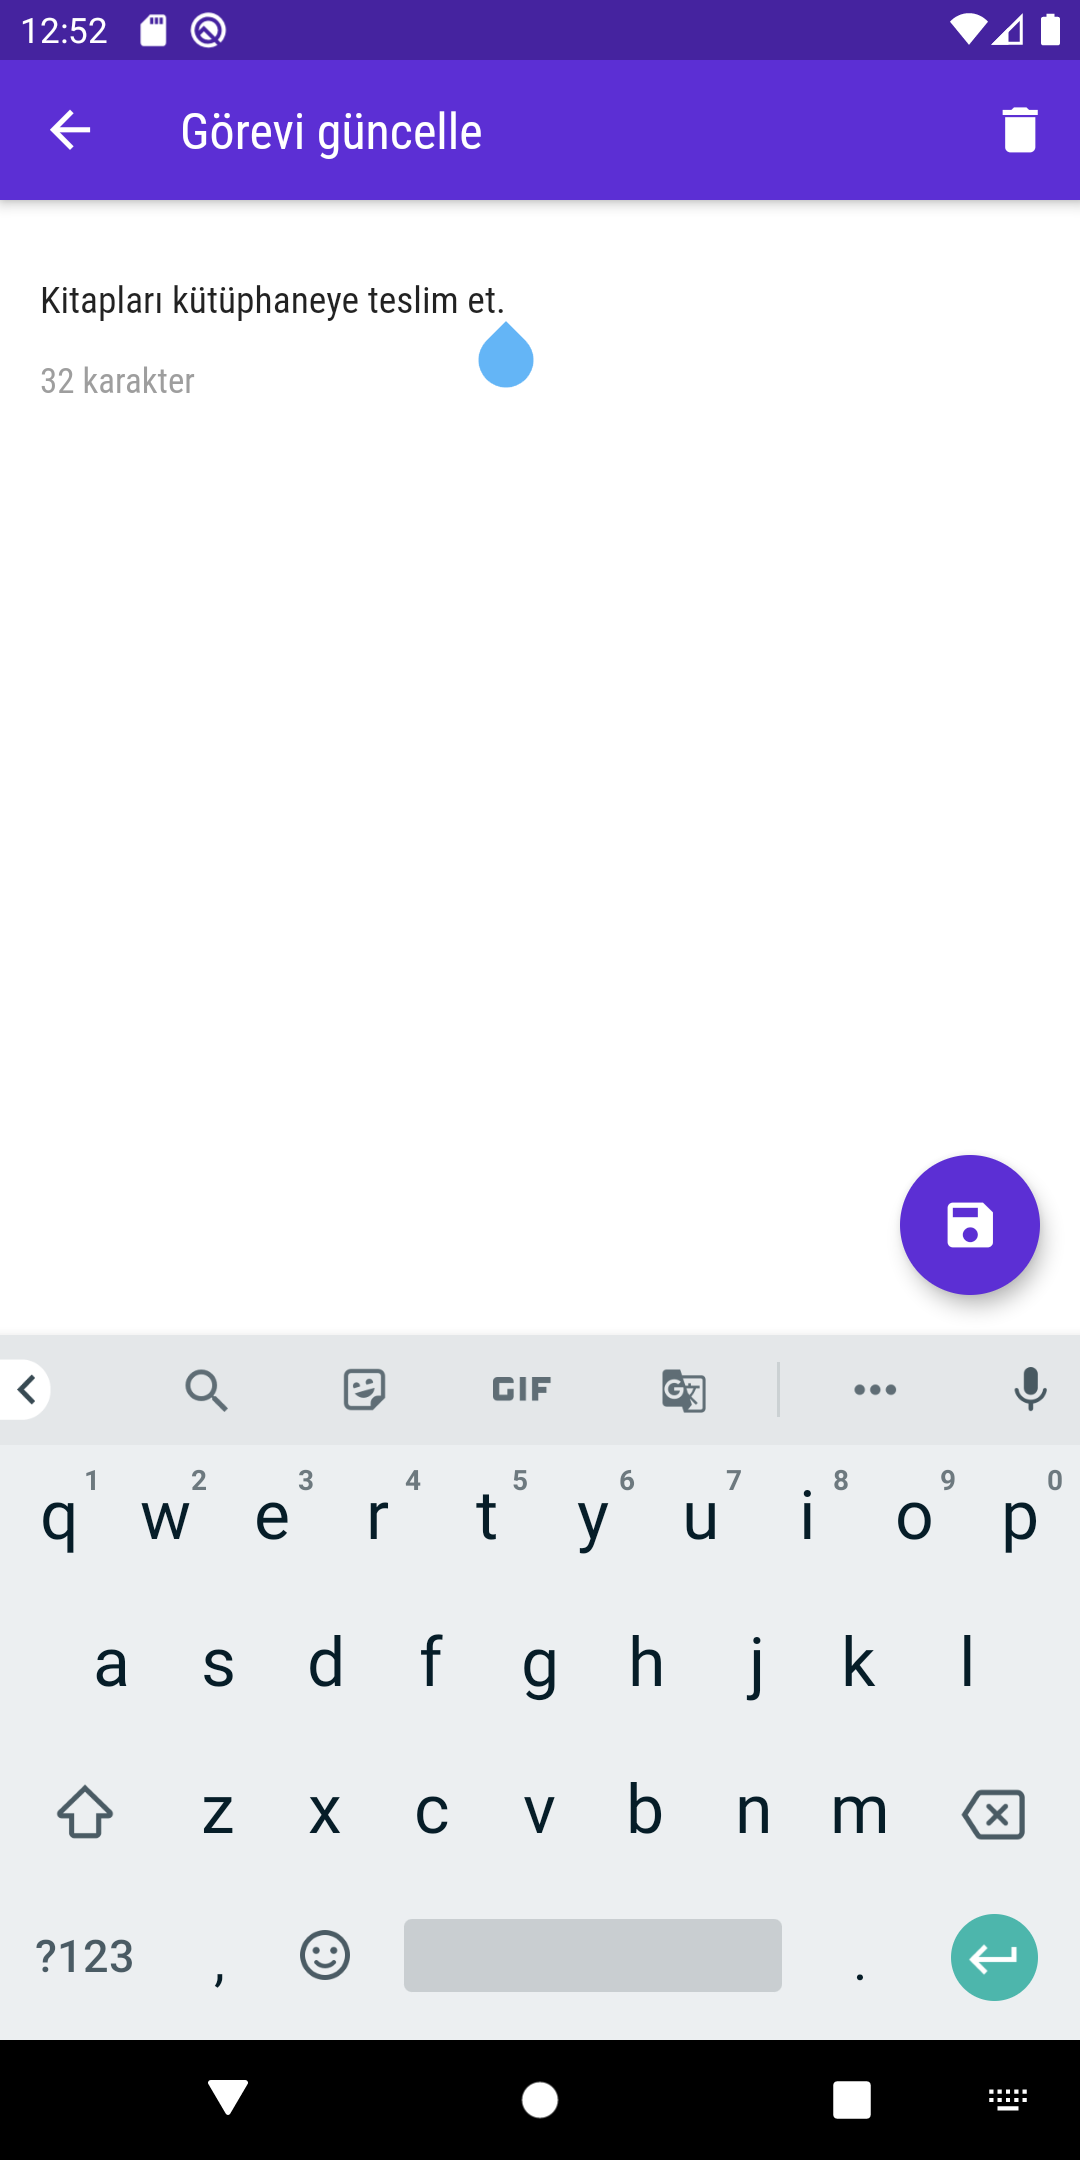 12:52
Görevi güncelle
Kitapları kütüphaneye teslim et.
32 karakter
GIF
G
1 2 3 4 5 6 7 8 9 0
q w e r t y u i o p
a s d f g h j k l
z x c v b n m
?123 , .